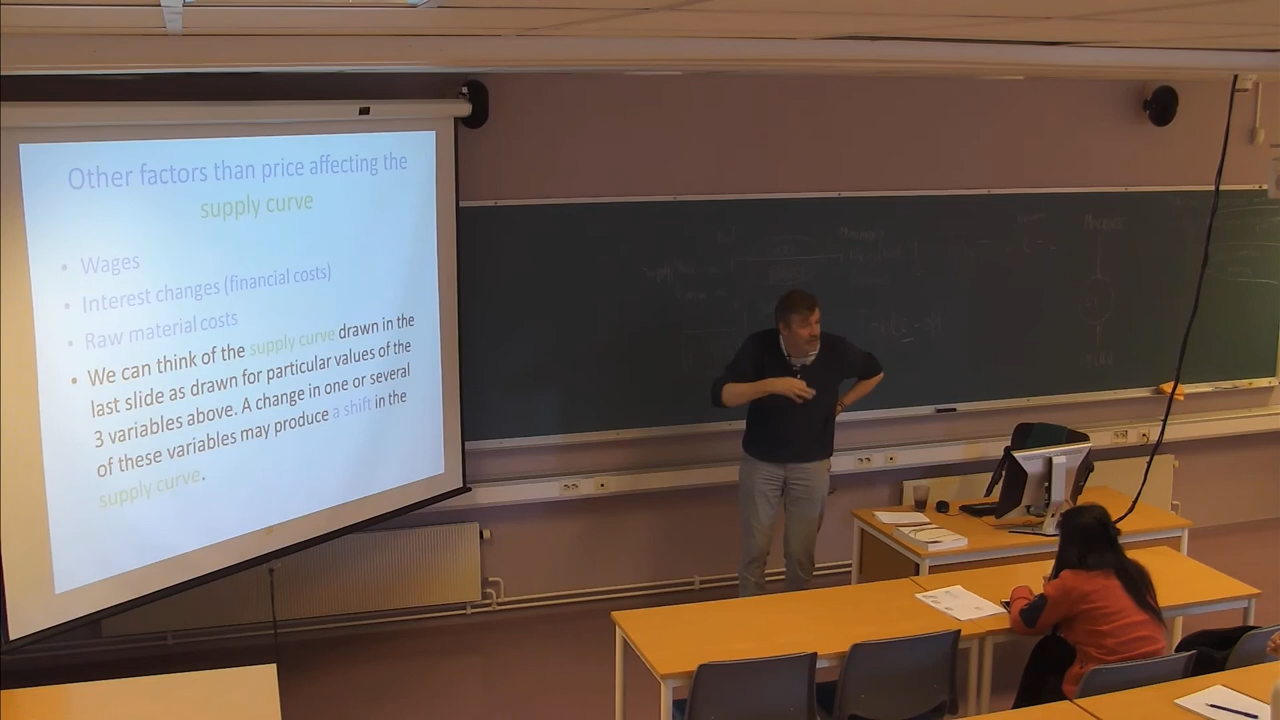 Other factors than price affecting the
supply curve
• Wages
• Interest changes (financial costs)
• Raw material costs
• We can think of the supply curve drawn in the
last slide as drawn for particular values of the
3 variables above. A change in one or several
of these variables may produce a shift in the
supply curve.